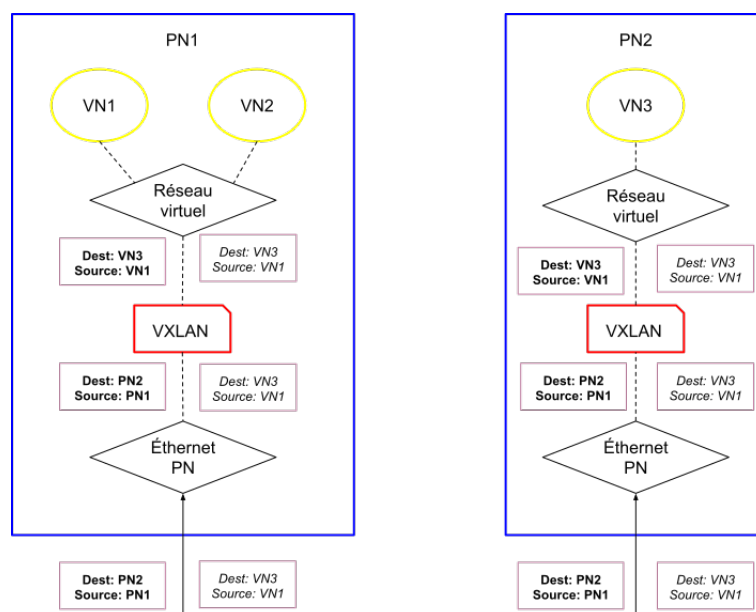 PN1
VN1
VN2
Réseau
virtuel
Dest: VN3
Source: VN1
Dest: VN3
Source: VN1
VXLAN
Dest: PN2
Source: PN1
Dest: VN3
Source: VN1
Éthernet
PN
Dest: PN2
Source: PN1
Dest: VN3
Source: VN1
PN2
VN3
Réseau
virtuel
Dest: VN3
Source: VN1
Dest: VN3
Source: VN1
VXLAN
Dest: PN2
Source: PN1
Dest: VN3
Source: VN1
Éthernet
PN
Dest: PN2
Source: PN1
Dest: VN3
Source: VN1